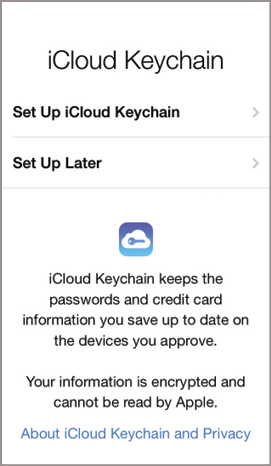 iCloud Keychain
Set Up iCloud Keychain
Set Up Later
iCloud Keychain keeps the
passwords and credit card
information you save up to date on
the devices you approve.
Your information is encrypted and
cannot be read by Apple.
About iCloud Keychain and Privacy